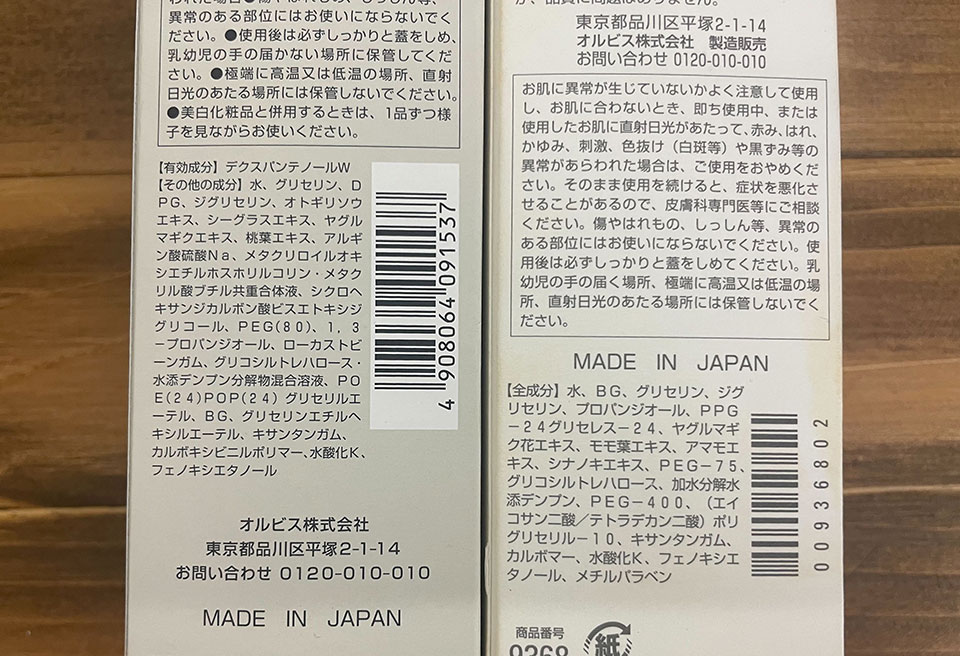 異常のある部位にはお使いにならないでく
ださい。●使用後は必ずしっかりと蓋をしめ、
乳幼児の手の届かない場所に保管してくだ
さい。●極端に高温又は低温の場所、直射
日光のあたる場所には保管しないでください。
●美白化粧品と併用するときは、1品ずつ様
子を見ながらお使いください。
【有効成分】デクスパンテノールW
【その他の成分】水、グリセリン、D
PG、ジグリセリン、オトギリソウ
エキス、シーグラスエキス、ヤグル
マギクエキス、桃葉エキス、アルギ
ン酸硫酸Na、メタクリロイルオキ
シエチルホスホリルコリン・メタク
リル酸ブチル共重合体液、シクロヘ
キサンジカルボン酸ビスエトキシジ
グリコール、PEG(80)、1，3
－プロパンジオール、ローカストビ
ーンガム、グリコシルトレハロース・
水添デンプン分解物混合溶液、PO
E(24)POP(24)グリセリルエ
ーテル、BG、グリセリンエチルヘ
キシルエーテル、キサンタンガム、
カルボキシビニルポリマー、水酸化K、
フェノキシエタノール
4 908064 091537
オルビス株式会社
東京都品川区平塚2-1-14
お問い合わせ 0120-010-010
MADE IN JAPAN
東京都品川区平塚2-1-14
オルビス株式会社 製造販売
お問い合わせ 0120-010-010
お肌に異常が生じていないかよく注意して使用
し、お肌に合わないとき、即ち使用中、または
使用したお肌に直射日光があたって、赤み、はれ、
かゆみ、刺激、色抜け（白斑等）や黒ずみ等の
異常があらわれた場合は、ご使用をおやめくだ
さい。そのまま使用を続けると、症状を悪化さ
せることがあるので、皮膚科専門医等にご相談
ください。傷やはれもの、しっしん等、異常の
ある部位にはお使いにならないでください。使
用後は必ずしっかりと蓋をしめてください。乳
幼児の手の届く場所、極端に高温又は低温の場
所、直射日光のあたる場所には保管しないでく
ださい。
MADE IN JAPAN
【全成分】水、BG、グリセリン、ジグ
リセリン、プロパンジオール、PPG
－24グリセレス－24、ヤグルマギ
ク花エキス、モモ葉エキス、アマモエ
キス、シナノキエキス、PEG－75、
グリコシルトレハロース、加水分解水
添デンプン、PEG－400、（エイ
コサン二酸／テトラデカン二酸）ポリ
グリセリル－10、キサンタンガム、
カルボマー、水酸化K、フェノキシエ
タノール、メチルパラベン
00936802
商品番号
紙